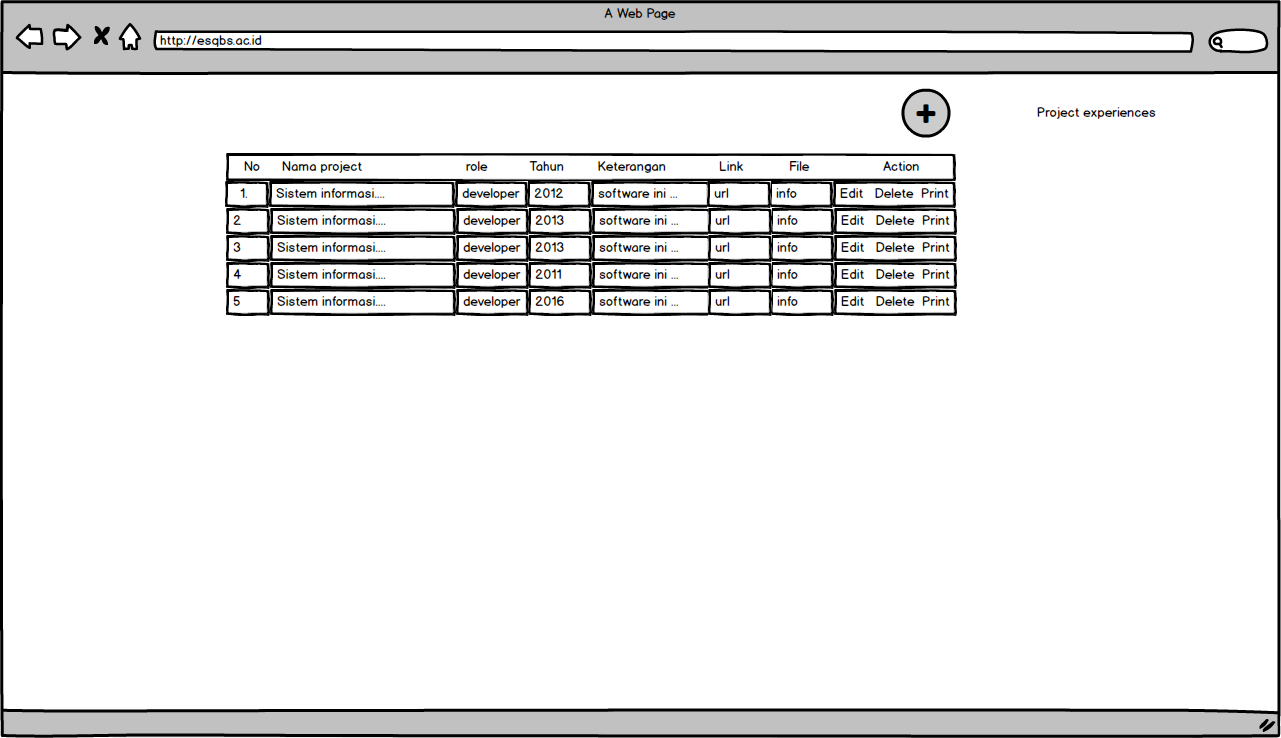 A Web Page
http://esqbs.ac.id
Project experiences
No Nama project role Tahun Keterangan Link File Action
1. Sistem informasi.... developer 2012 software ini ... url info Edit Delete Print
2 Sistem informasi.... developer 2013 software ini ... url info Edit Delete Print
3 Sistem informasi.... developer 2013 software ini ... url info Edit Delete Print
4 Sistem informasi.... developer 2011 software ini ... url info Edit Delete Print
5 Sistem informasi.... developer 2016 software ini ... url info Edit Delete Print